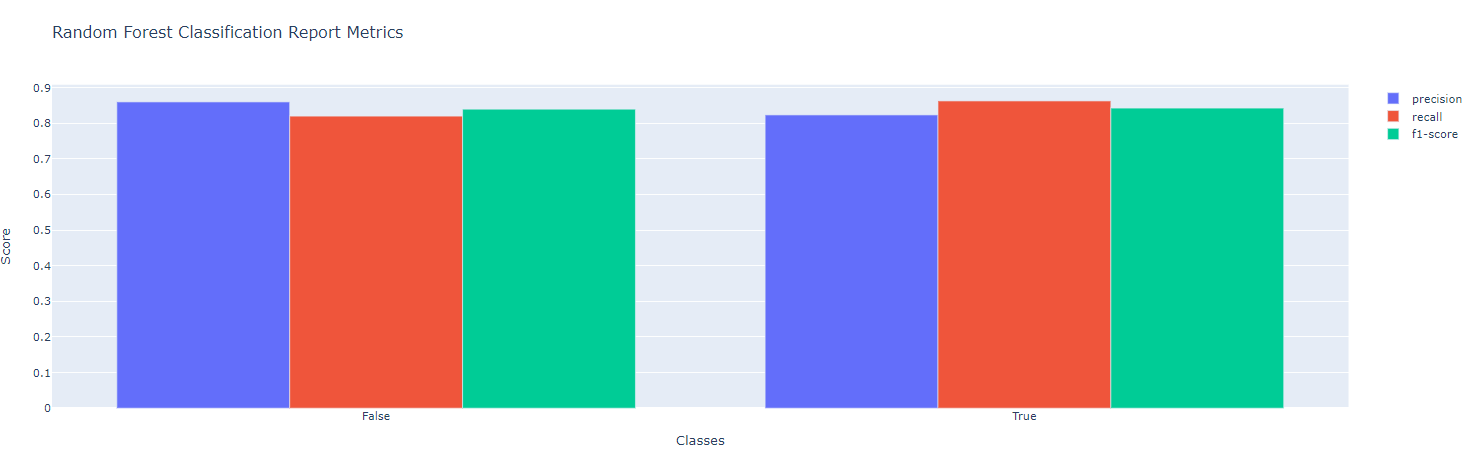 Random Forest Classification Report Metrics
0.9
0.8
0.7
0.6
0.5
0.4
0.3
0.2
0.1
0
Score
False
True
Classes
precision
recall
f1-score